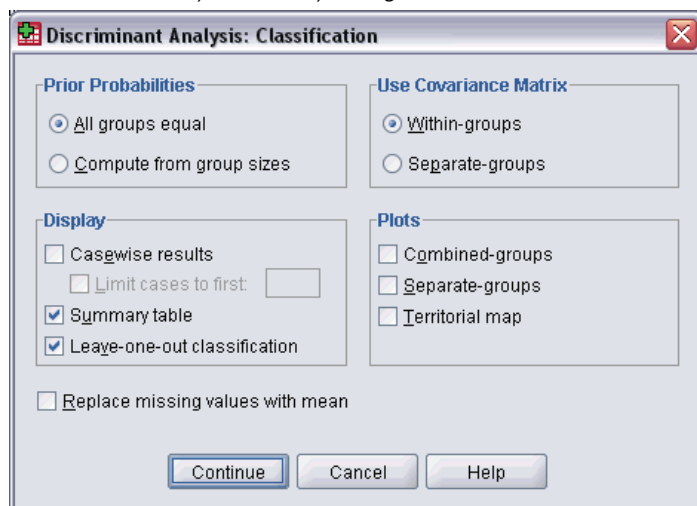 Discriminant Analysis: Classification
Prior Probabilities
All groups equal
Compute from group sizes
Use Covariance Matrix
Within-groups
Separate-groups
Display
Casewise results
Limit cases to first:
Summary table
Leave-one-out classification
Plots
Combined-groups
Separate-groups
Territorial map
Replace missing values with mean
Continue
Cancel
Help